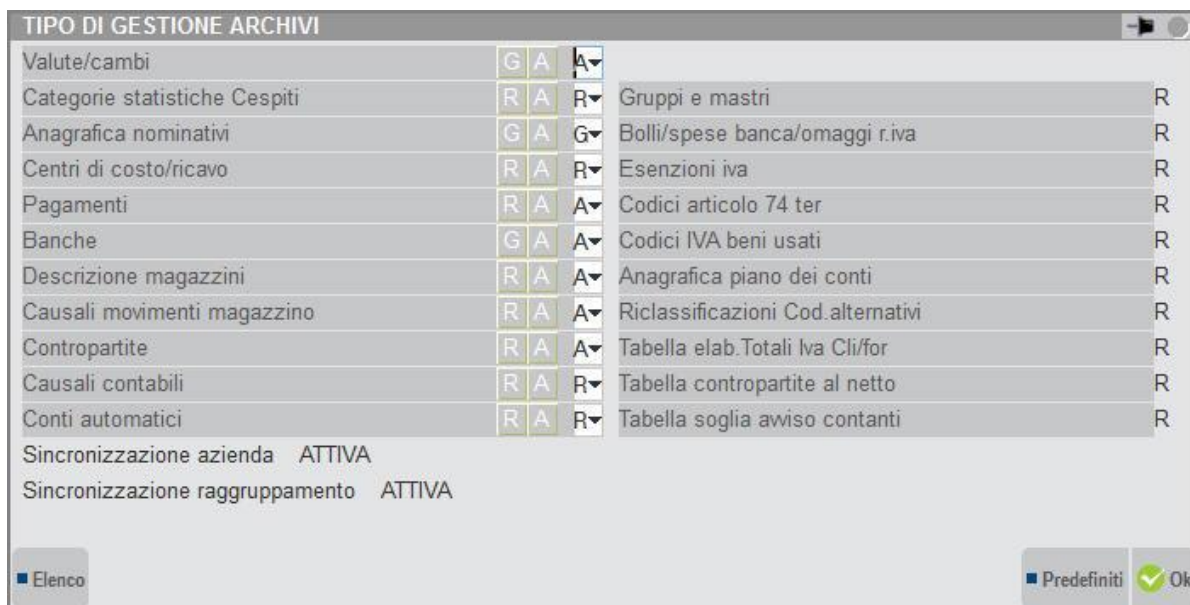 TIPO DI GESTIONE ARCHIVI
Valute/cambi G A A
Categorie statistiche Cespiti R A R Gruppi e mastri R
Anagrafica nominativi G A G Bolli/spese banca/omaggi r.iva R
Centri di costo/ricavo R A R Esenzioni iva R
Pagamenti R A A Codici articolo 74 ter R
Banche G A A Codici IVA beni usati R
Descrizione magazzini R A A Anagrafica piano dei conti R
Causali movimenti magazzino R A A Riclassificazioni Cod.alternativi R
Contropartite R A A Tabella elab.Totali Iva Cli/for R
Causali contabili R A R Tabella contropartite al netto R
Conti automatici R A R Tabella soglia avviso contanti R
Sincronizzazione azienda ATTIVA
Sincronizzazione raggruppamento ATTIVA
Elenco Predefiniti Ok